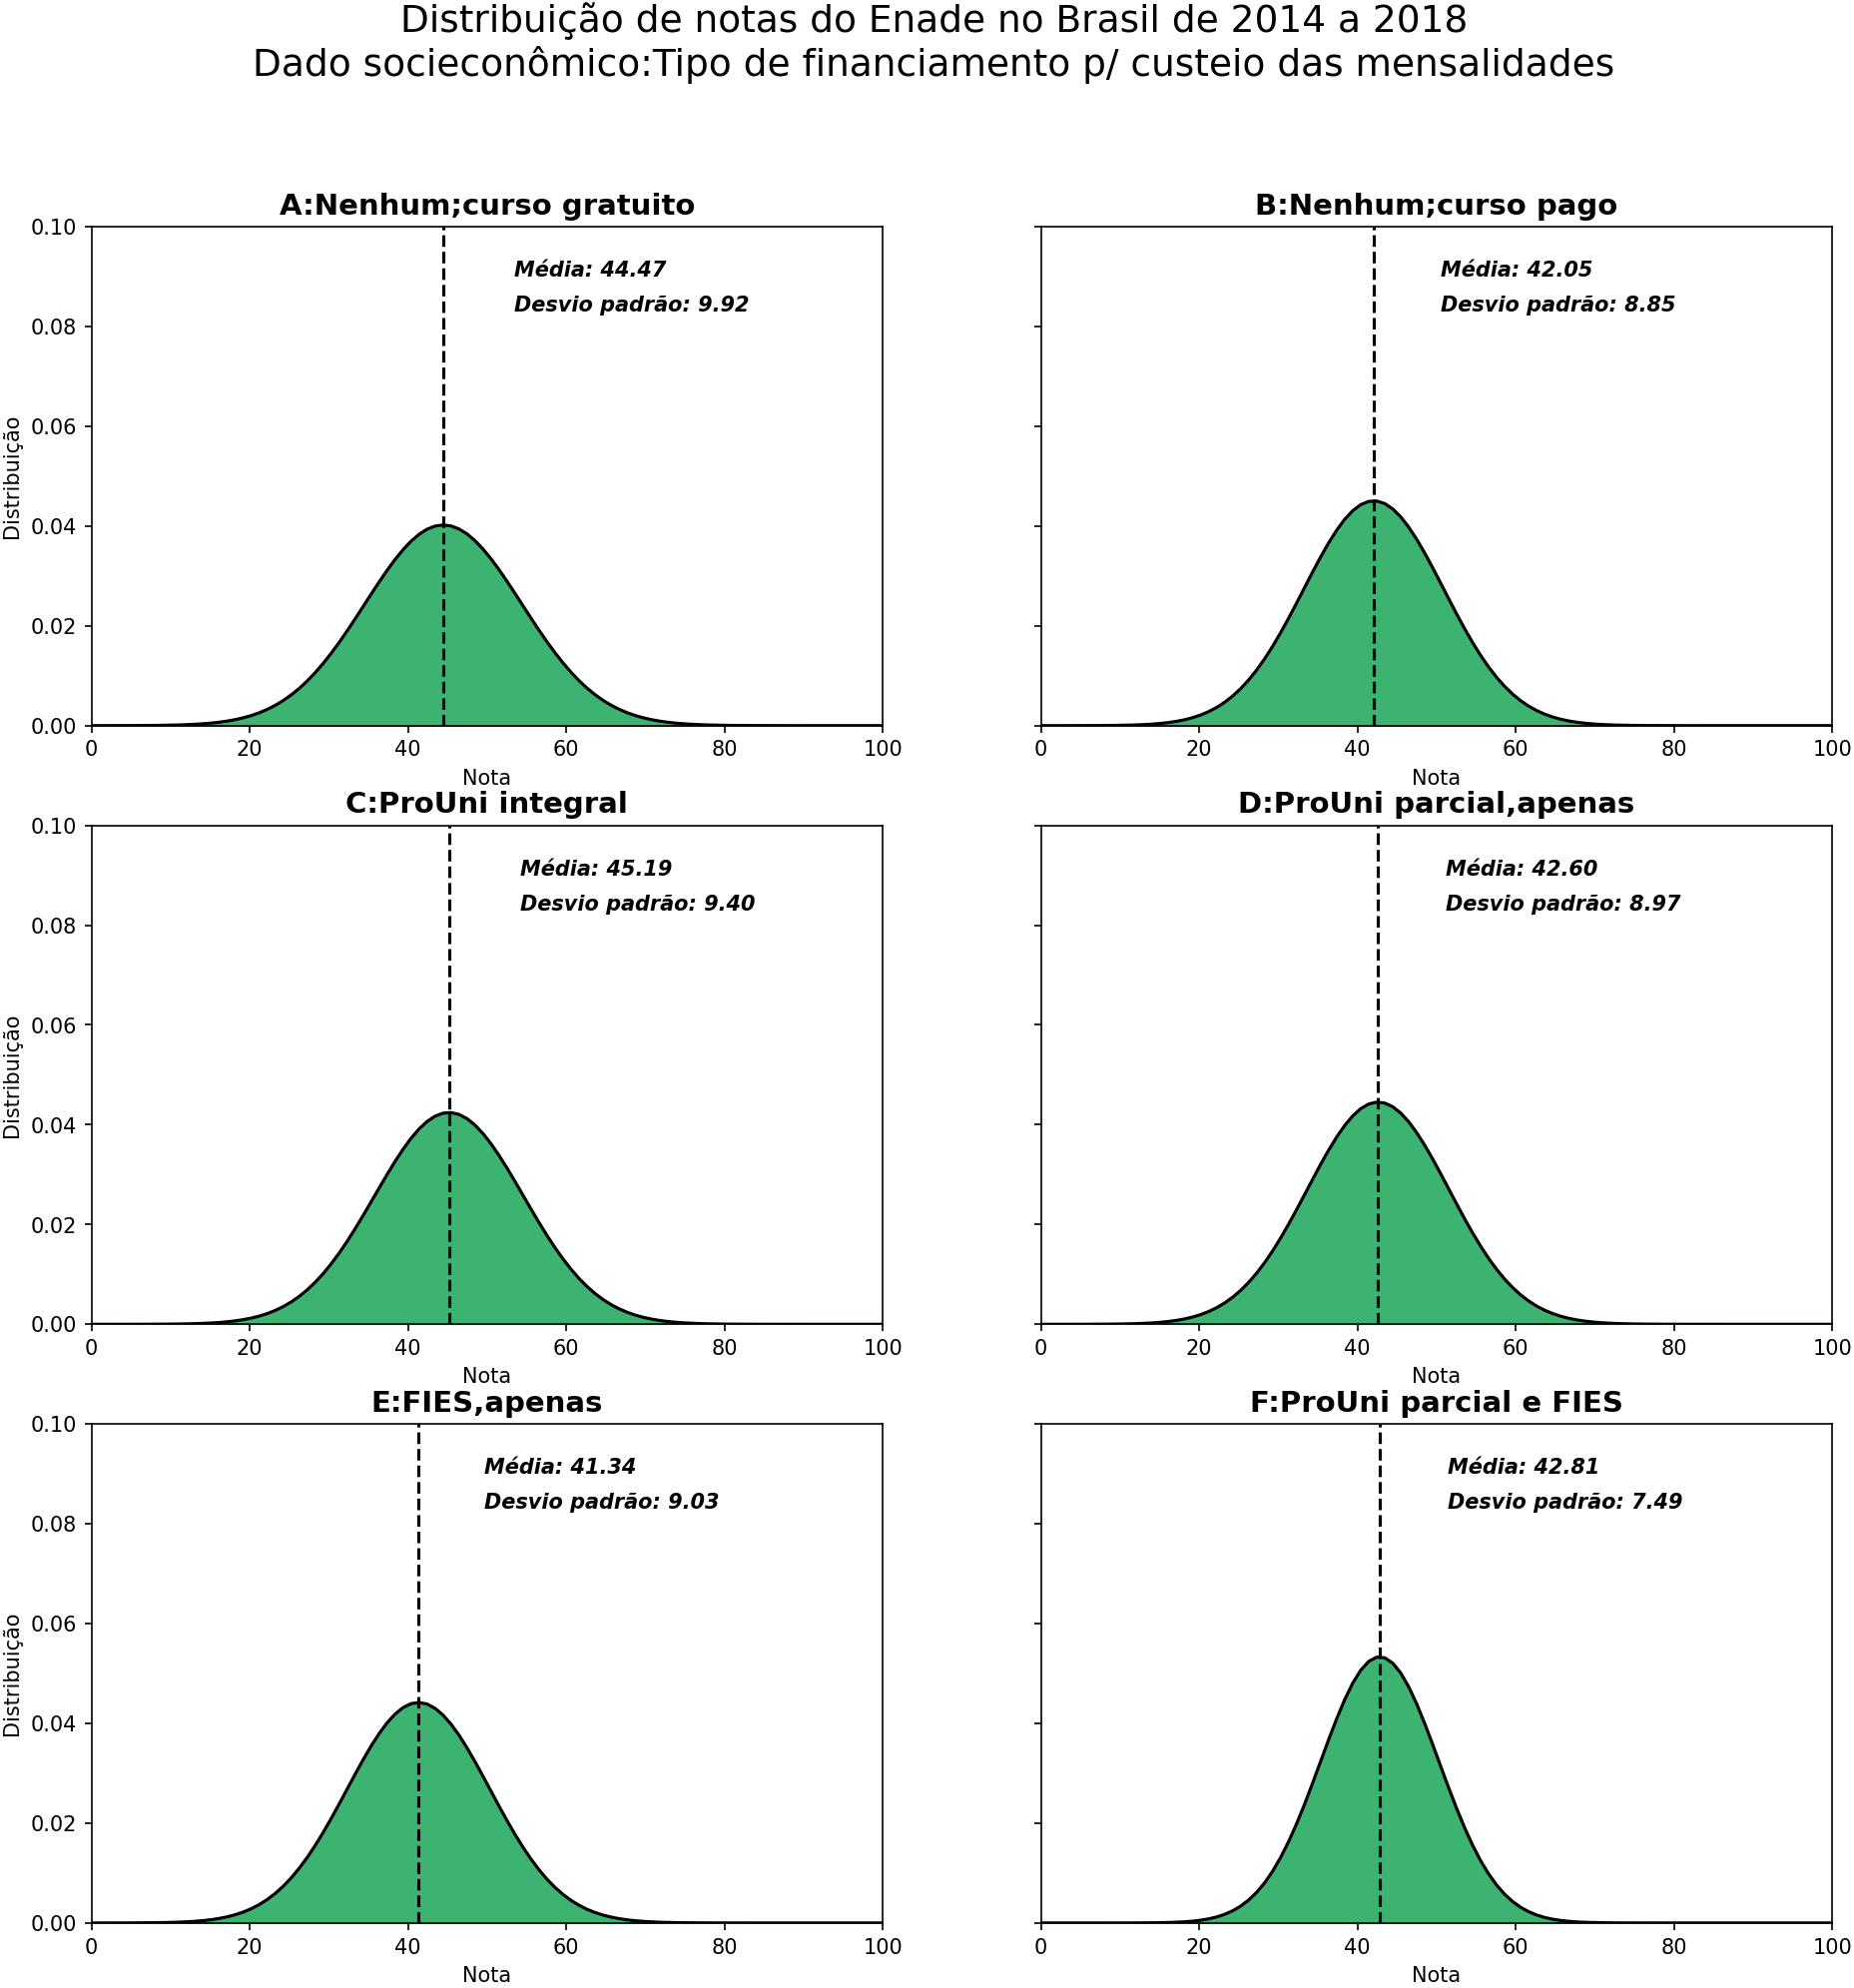 Distribuição de notas do Enade no Brasil de 2014 a 2018
Dado socieconômico:Tipo de financiamento p/ custeio das mensalidades
A:Nenhum;curso gratuito
Média: 44.47
Desvio padrão: 9.92
Distribuição
0.10
0.08
0.06
0.04
0.02
0.00
0 20 40 60 80 100
Nota
B:Nenhum;curso pago
Média: 42.05
Desvio padrão: 8.85
0 20 40 60 80 100
Nota
C:ProUni integral
Média: 45.19
Desvio padrão: 9.40
Distribuição
0.10
0.08
0.06
0.04
0.02
0.00
0 20 40 60 80 100
Nota
D:ProUni parcial,apenas
Média: 42.60
Desvio padrão: 8.97
0 20 40 60 80 100
Nota
E:FIES,apenas
Média: 41.34
Desvio padrão: 9.03
Distribuição
0.10
0.08
0.06
0.04
0.02
0.00
0 20 40 60 80 100
Nota
F:ProUni parcial e FIES
Média: 42.81
Desvio padrão: 7.49
0 20 40 60 80 100
Nota